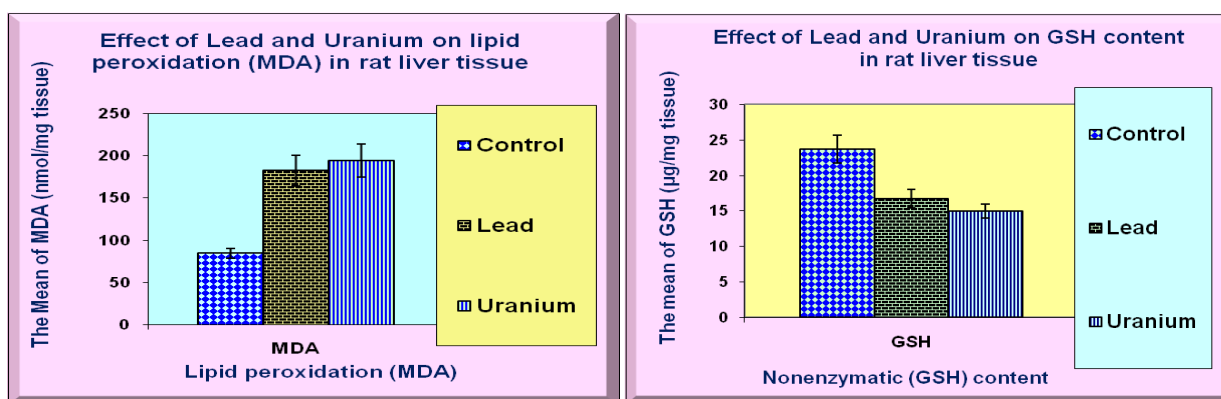 Effect of Lead and Uranium on lipid
peroxidation (MDA) in rat liver tissue
The Mean of MDA (nmol/mg tissue)
250
200
150
100
50
0
MDA
Lipid peroxidation (MDA)
Control
Lead
Uranium
Effect of Lead and Uranium on GSH content
in rat liver tissue
The mean of GSH (µg/mg tissue)
30
25
20
15
10
5
0
GSH
Nonenzymatic (GSH) content
Control
Lead
Uranium